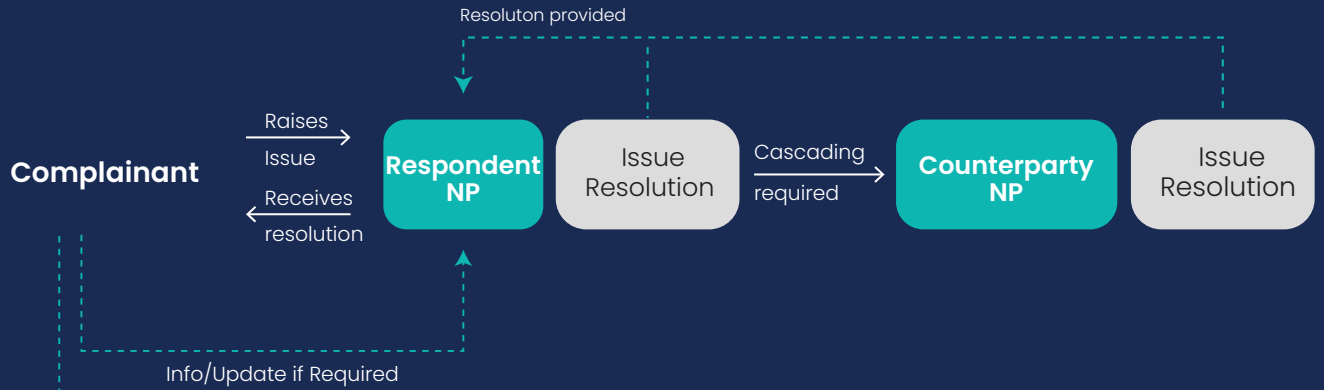 Resoluton provided
Raises
Issue
Complainant
Receives
resolution
Respondent
NP
Issue
Resolution
Cascading
required
Counterparty
NP
Issue
Resolution
Info/Update if Required